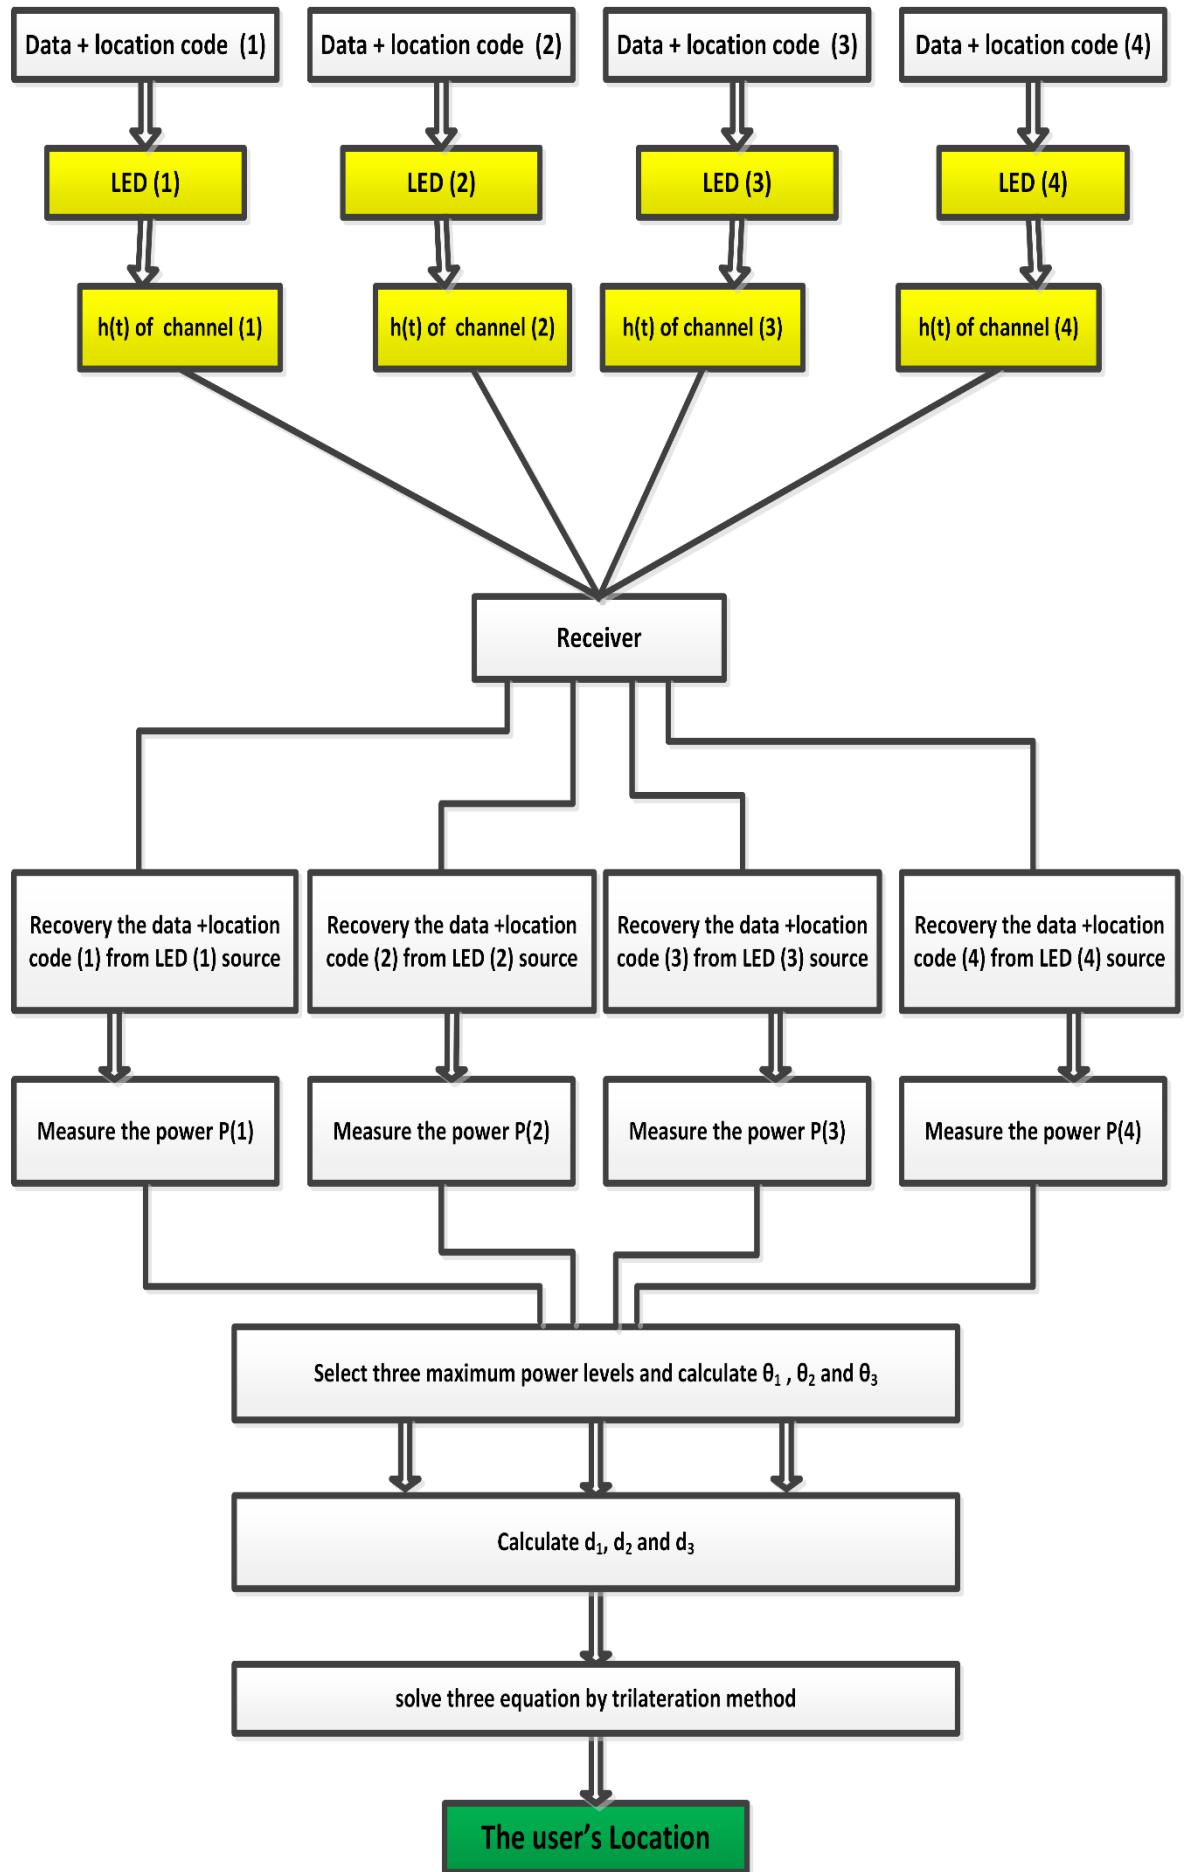 Data + location code (1)
Data + location code (2)
Data + location code (3)
Data + location code (4)
LED (1)
LED (2)
LED (3)
LED (4)
h(t) of channel (1)
h(t) of channel (2)
h(t) of channel (3)
h(t) of channel (4)
Receiver
Recovery the data +location
code (1) from LED (1) source
Recovery the data +location
code (2) from LED (2) source
Recovery the data +location
code (3) from LED (3) source
Recovery the data +location
code (4) from LED (4) source
Measure the power P(1)
Measure the power P(2)
Measure the power P(3)
Measure the power P(4)
Select three maximum power levels and calculate θ₁ , θ₂ and θ₃
Calculate d₁, d₂ and d₃
solve three equation by trilateration method
The user’s Location